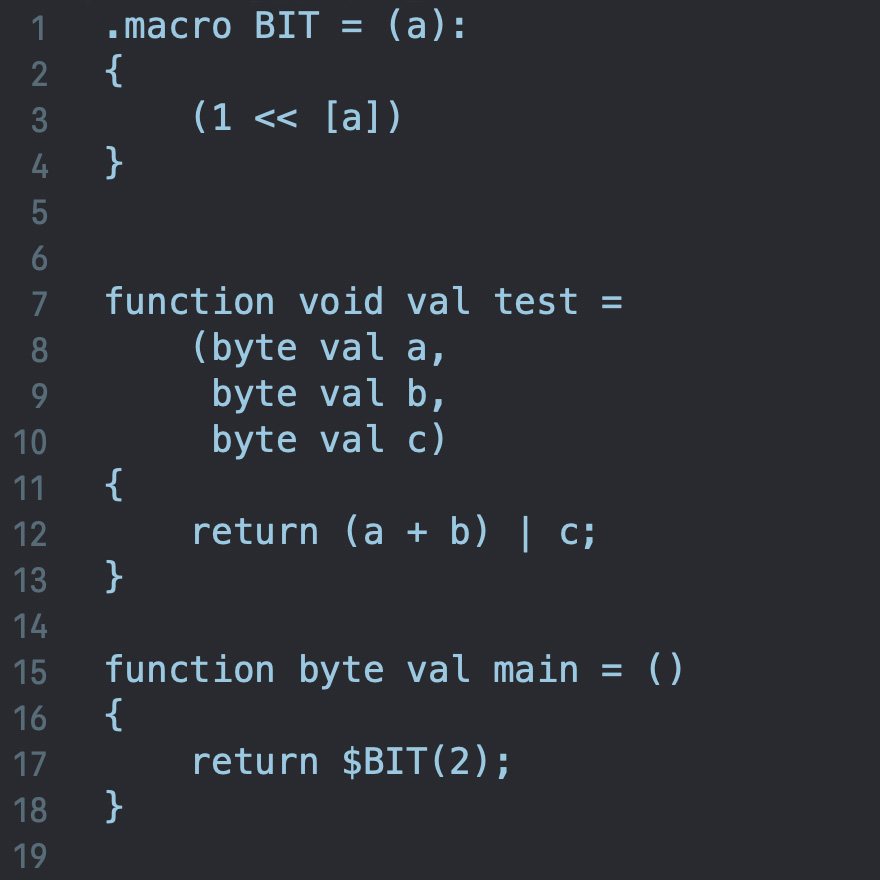 1 .macro BIT = (a):
2 {
3     (1 << [a])
4 }
5
6
7 function void val test =
8     (byte val a,
9      byte val b,
10      byte val c)
11 {
12     return (a + b) | c;
13 }
14
15 function byte val main = ()
16 {
17     return $BIT(2);
18 }
19